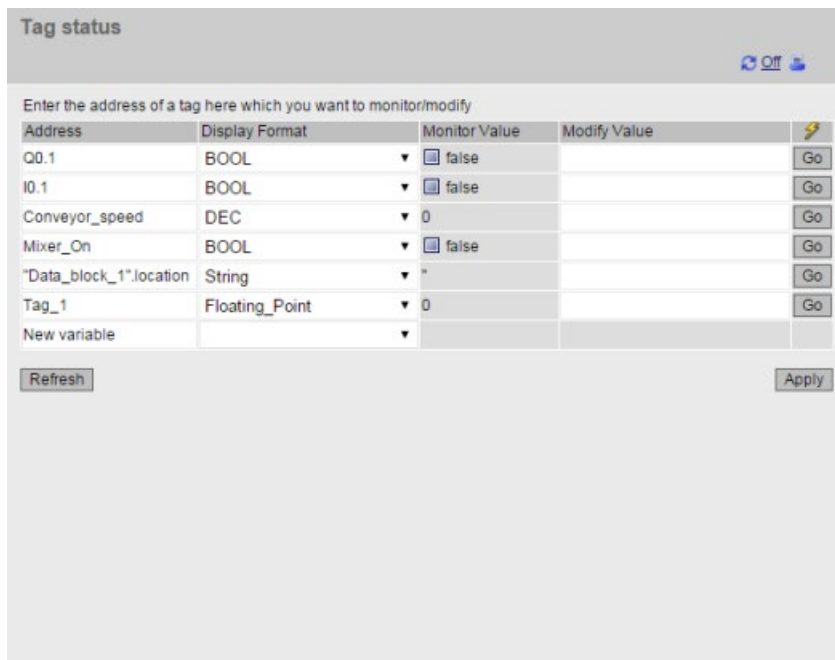 Tag status
Off
Enter the address of a tag here which you want to monitor/modify
Address Display Format Monitor Value Modify Value
Q0.1 BOOL false Go
I0.1 BOOL false Go
Conveyor_speed DEC 0 Go
Mixer_On BOOL false Go
"Data_block_1".location String " Go
Tag_1 Floating_Point 0 Go
New variable
Refresh Apply